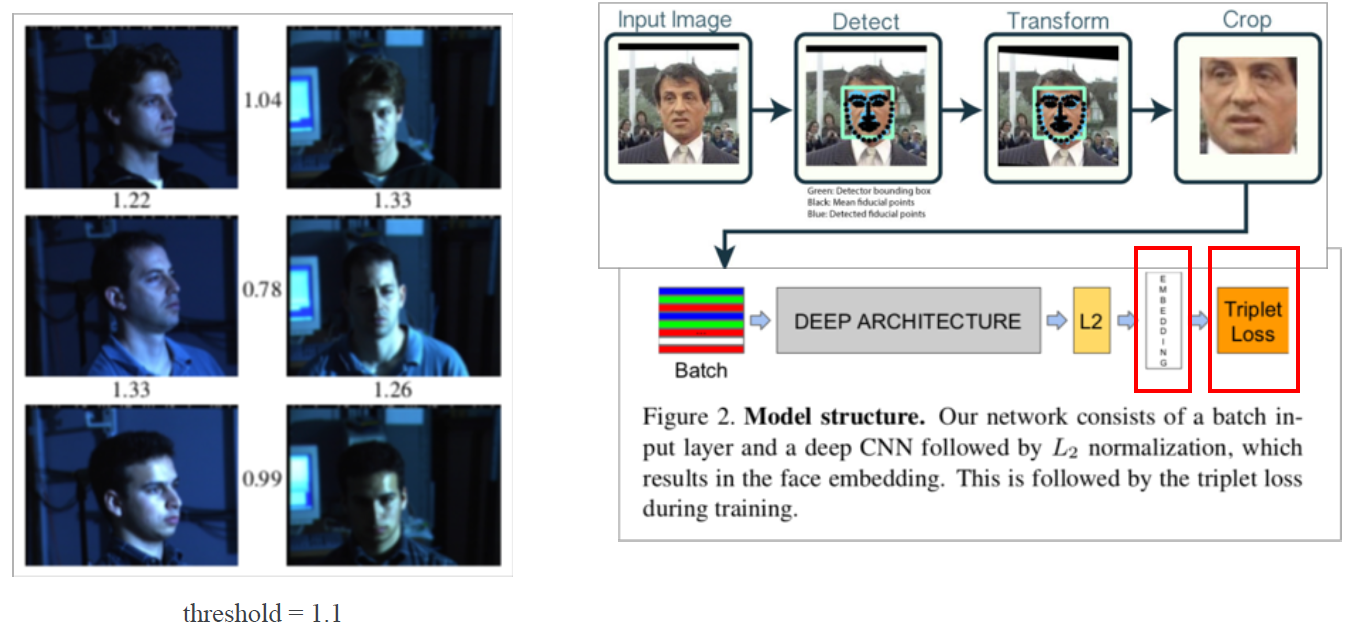 1.04
1.22
1.33
0.78
1.33
1.26
0.99
threshold = 1.1
Input Image
Detect
Transform
Crop
Green: Detector bounding box
Black: Mean fiducial points
Blue: Detected fiducial points
Batch
DEEP ARCHITECTURE
L2
EMBEDDING
Triplet
Loss
Figure 2. Model structure. Our network consists of a batch in-
put layer and a deep CNN followed by L2 normalization, which
results in the face embedding. This is followed by the triplet loss
during training.